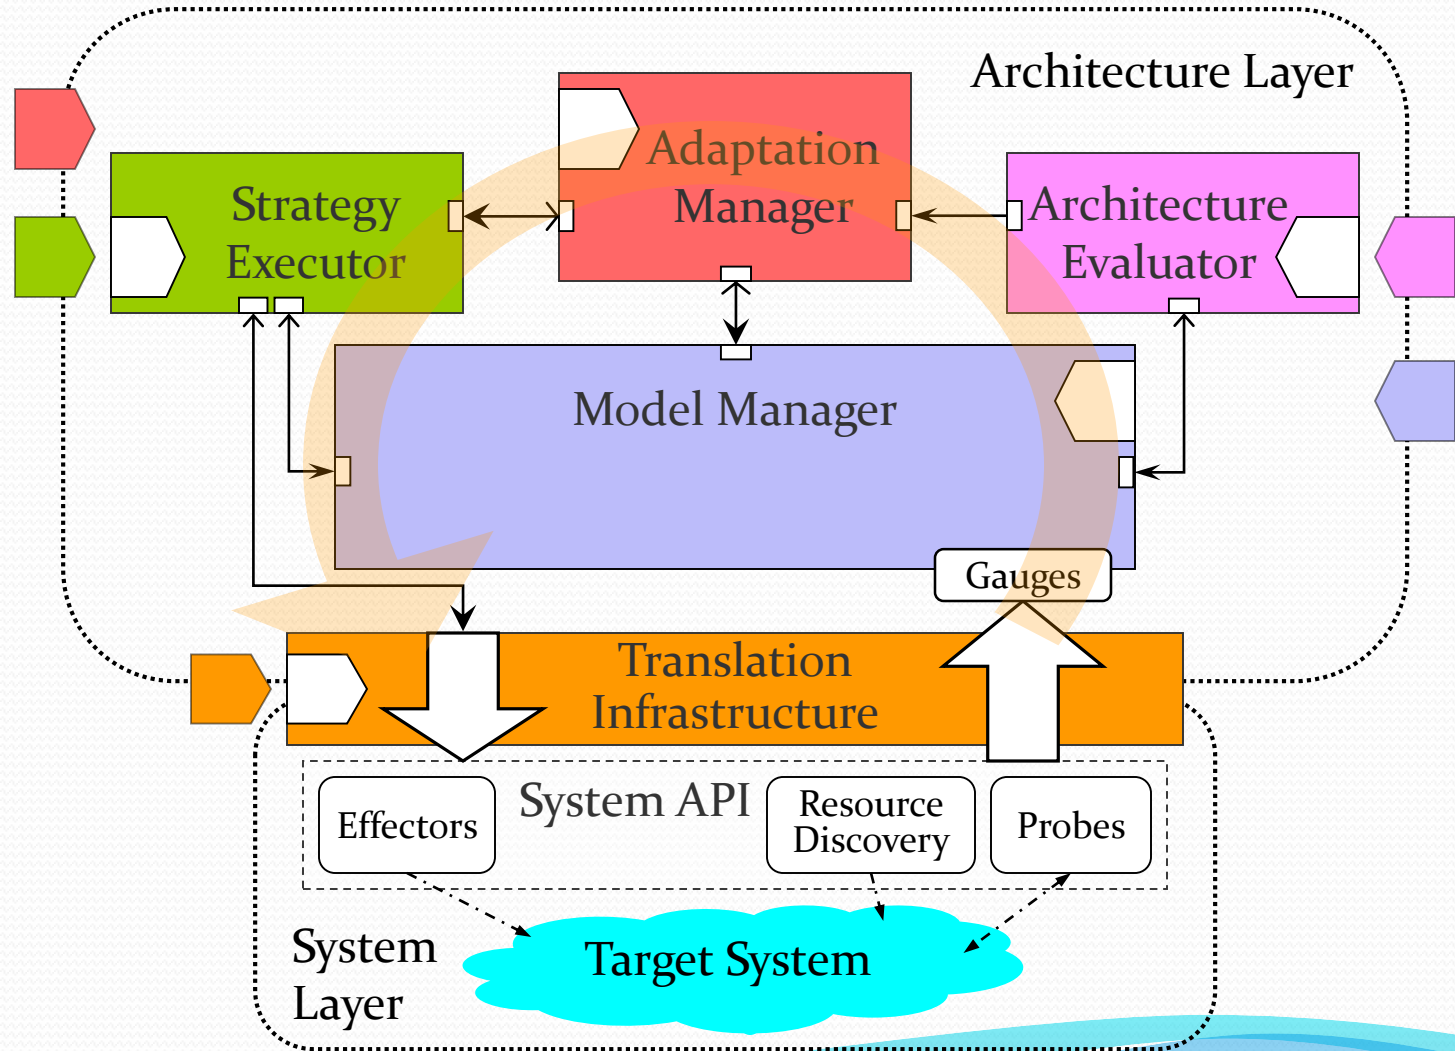 Architecture Layer
Adaptation
Manager
Strategy
Executor
Architecture
Evaluator
Model Manager
Gauges
Translation
Infrastructure
System API
Effectors
Resource
Discovery
Probes
System
Layer
Target System